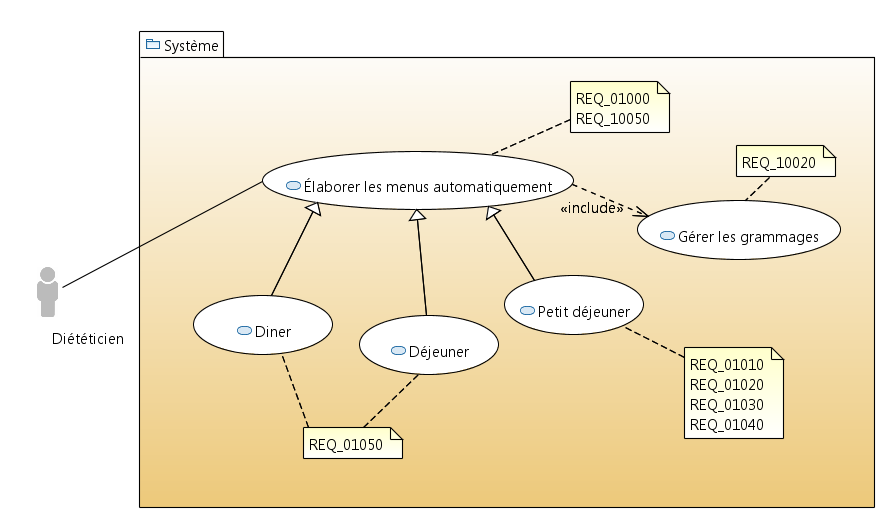 Système
REQ_01000
REQ_10050
REQ_10020
Élaborer les menus automatiquement
«include»
Gérer les grammages
Petit déjeuner
Diner
Déjeuner
Diététicien
REQ_01010
REQ_01020
REQ_01030
REQ_01040
REQ_01050